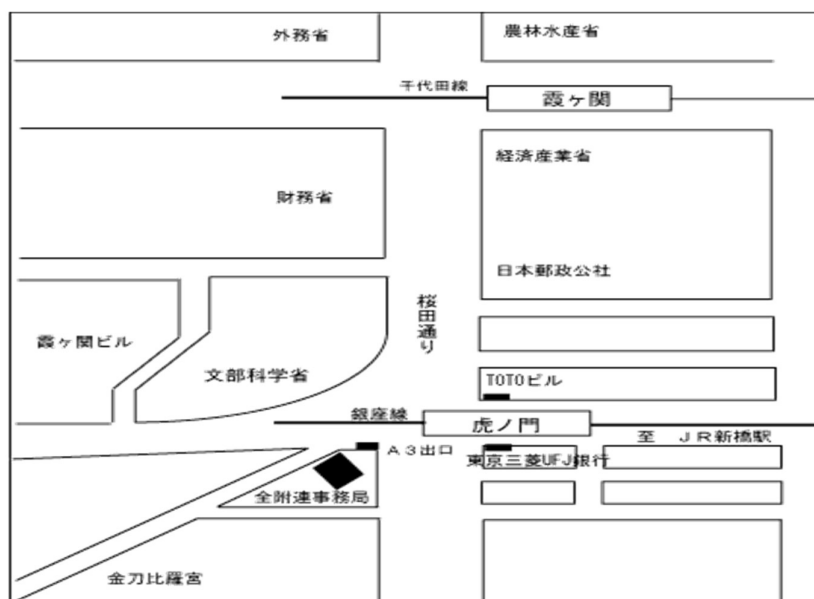 外務省
農林水産省
千代田線
霞ヶ関
経済産業省
財務省
日本郵政公社
桜田通り
霞ヶ関ビル
文部科学省
TOTOビル
銀座線
虎ノ門
至 JR新橋駅
A3出口
東京三菱UFJ銀行
全附連事務局
金刀比羅宮